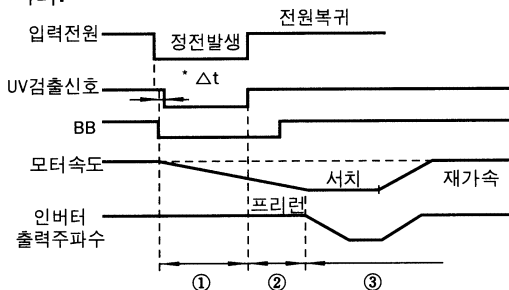 전원복귀
입력전원
정전발생
* Δt
UV검출신호
BB
모터속도
서치
재가속
프리런
인버터
출력주파수
① ② ③